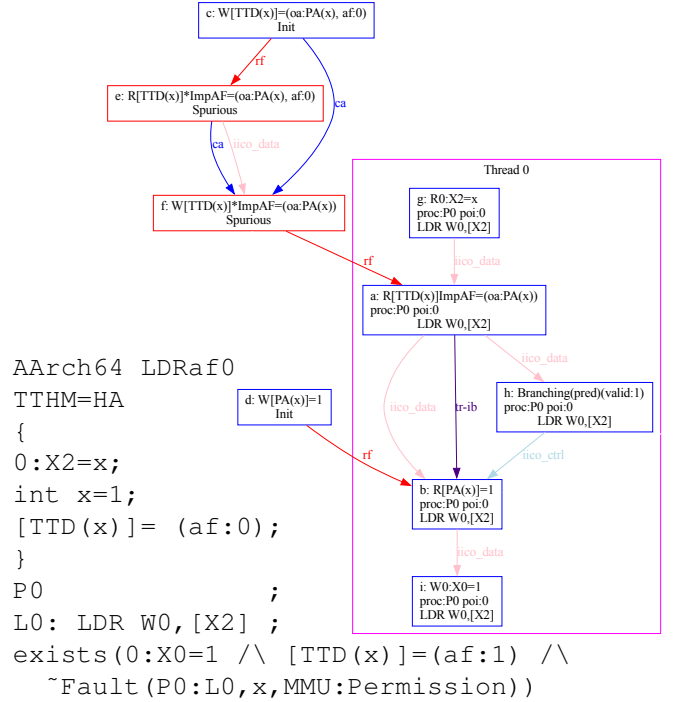 c: W[TTD(x)]=(oa:PA(x), af:0)
Init
rf
e: R[TTD(x)]*ImpAF=(oa:PA(x), af:0)
Spurious
ca
ca
iico_data
Thread 0
f: W[TTD(x)]*ImpAF=(oa:PA(x))
Spurious
g: R0:X2=x
proc:P0 poi:0
LDR W0,[X2]
rf
iico_data
a: R[TTD(x)]ImpAF=(oa:PA(x))
proc:P0 poi:0
LDR W0,[X2]
iico_data
d: W[PA(x)]=1
Init
iico_data
tr-ib
h: Branching(pred)(valid:1)
proc:P0 poi:0
LDR W0,[X2]
rf
iico_ctrl
b: R[PA(x)]=1
proc:P0 poi:0
LDR W0,[X2]
iico_data
i: W0:X0=1
proc:P0 poi:0
LDR W0,[X2]
AArch64 LDRaf0
TTHM=HA
{
0:X2=x;
int x=1;
[TTD(x)]= (af:0);
}
P0 ;
L0: LDR W0,[X2] ;
exists(0:X0=1 /\ [TTD(x)]=(af:1) /\
~Fault(P0:L0,x,MMU:Permission))